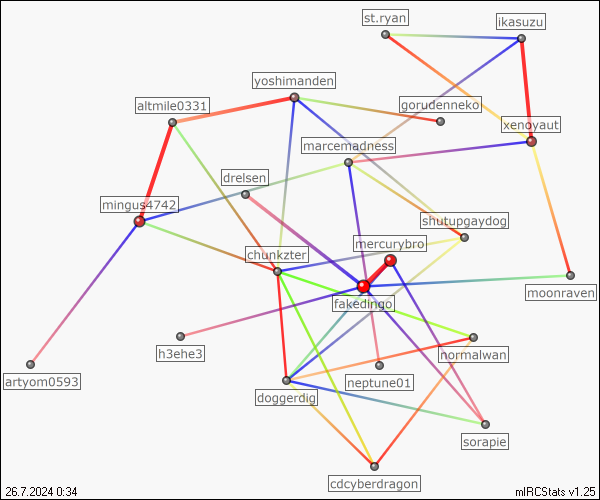 st.ryan
ikasuzu
yoshimanden
altmile0331
gorudenneko
xenoyaut
marcemadness
drelsen
mingus4742
shutupgaydog
mercurybro
chunkzter
moonraven
fakedingo
h3ehe3
normalwan
artyom0593
neptune01
doggerdig
sorapie
cdcyberdragon
26.7.2024 0:34
mIRCStats v1.25